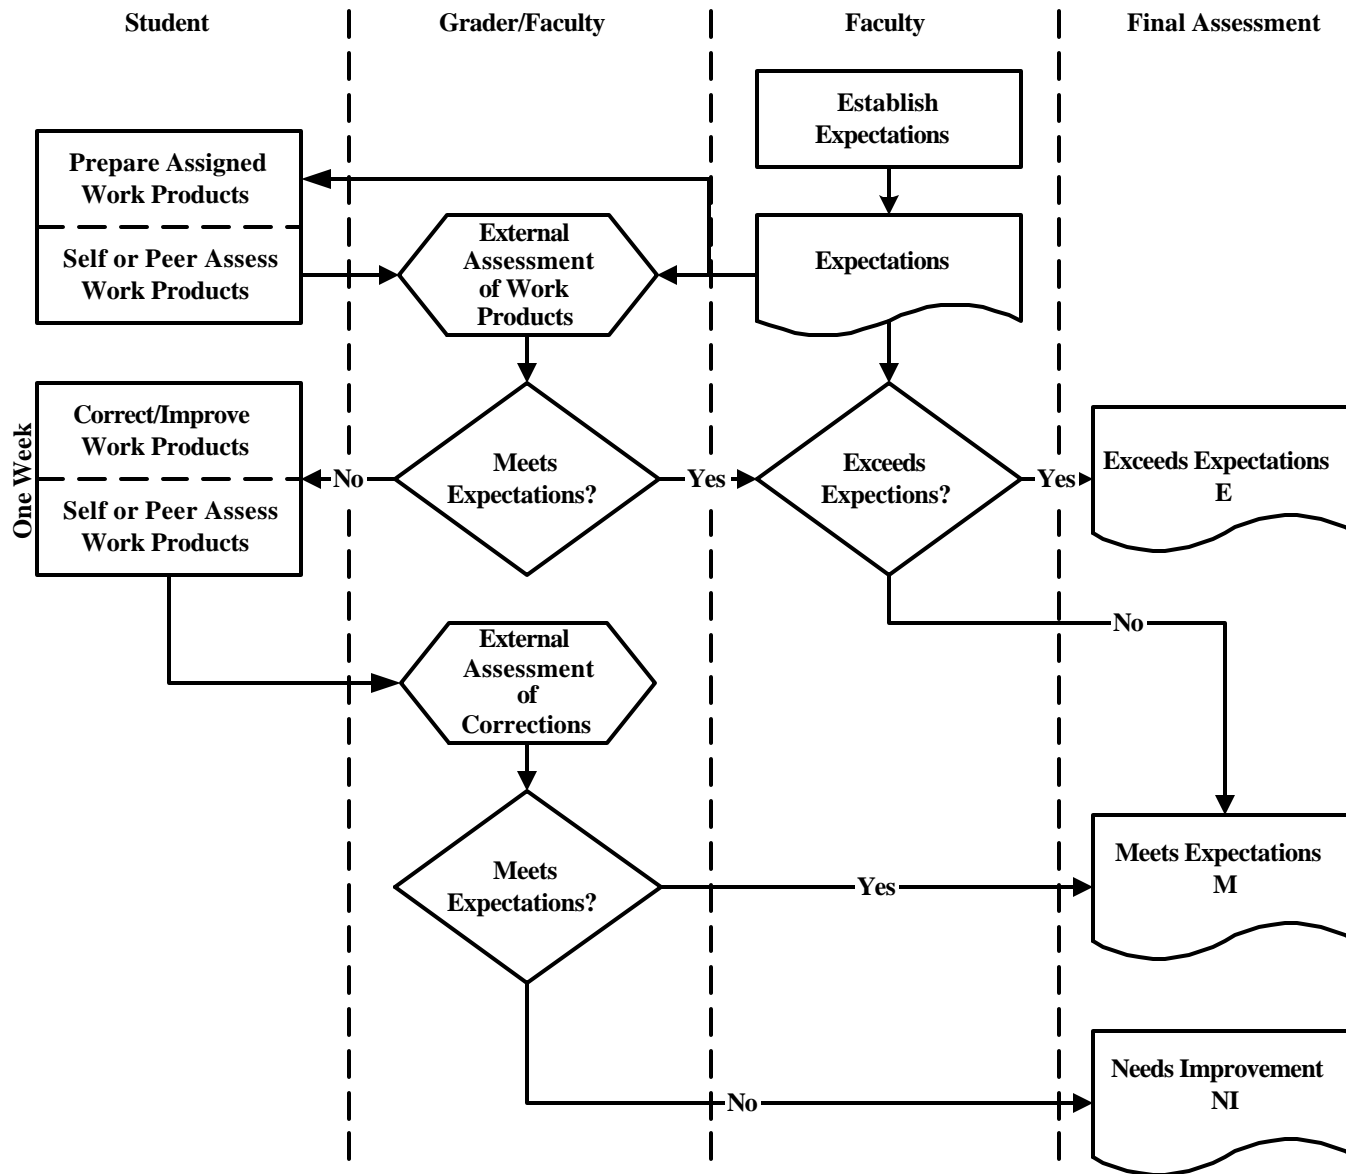 Student
Grader/Faculty
Faculty
Final Assessment
Establish
Expectations
Prepare Assigned
Work Products
Self or Peer Assess
Work Products
External
Assessment
of Work
Products
Expectations
One Week
Correct/Improve
Work Products
Self or Peer Assess
Work Products
No
Meets
Expectations?
Yes
Exceeds
Expections?
Yes
Exceeds Expectations
E
No
External
Assessment
of
Corrections
Meets
Expectations?
Yes
Meets Expectations
M
No
Needs Improvement
NI